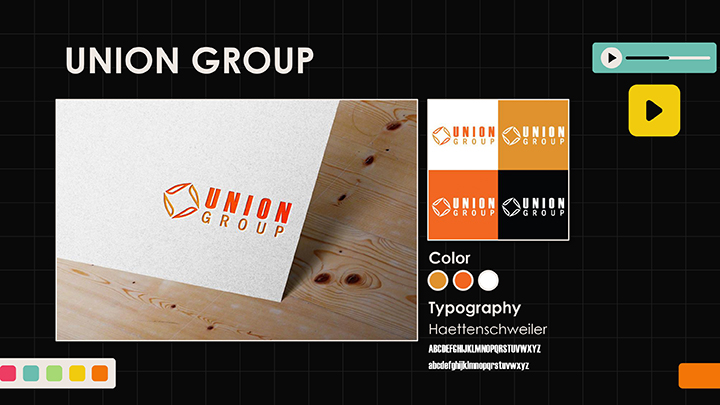 UNION GROUP
UNION
GROUP
UNION
GROUP
UNION
GROUP
UNION
GROUP
UNION
GROUP
Color
Typography
Haettenschweiler
ABCDEFGHIJKLMNOPQRSTUVWXYZ
abcdefghijklmnopqrstuvwxyz